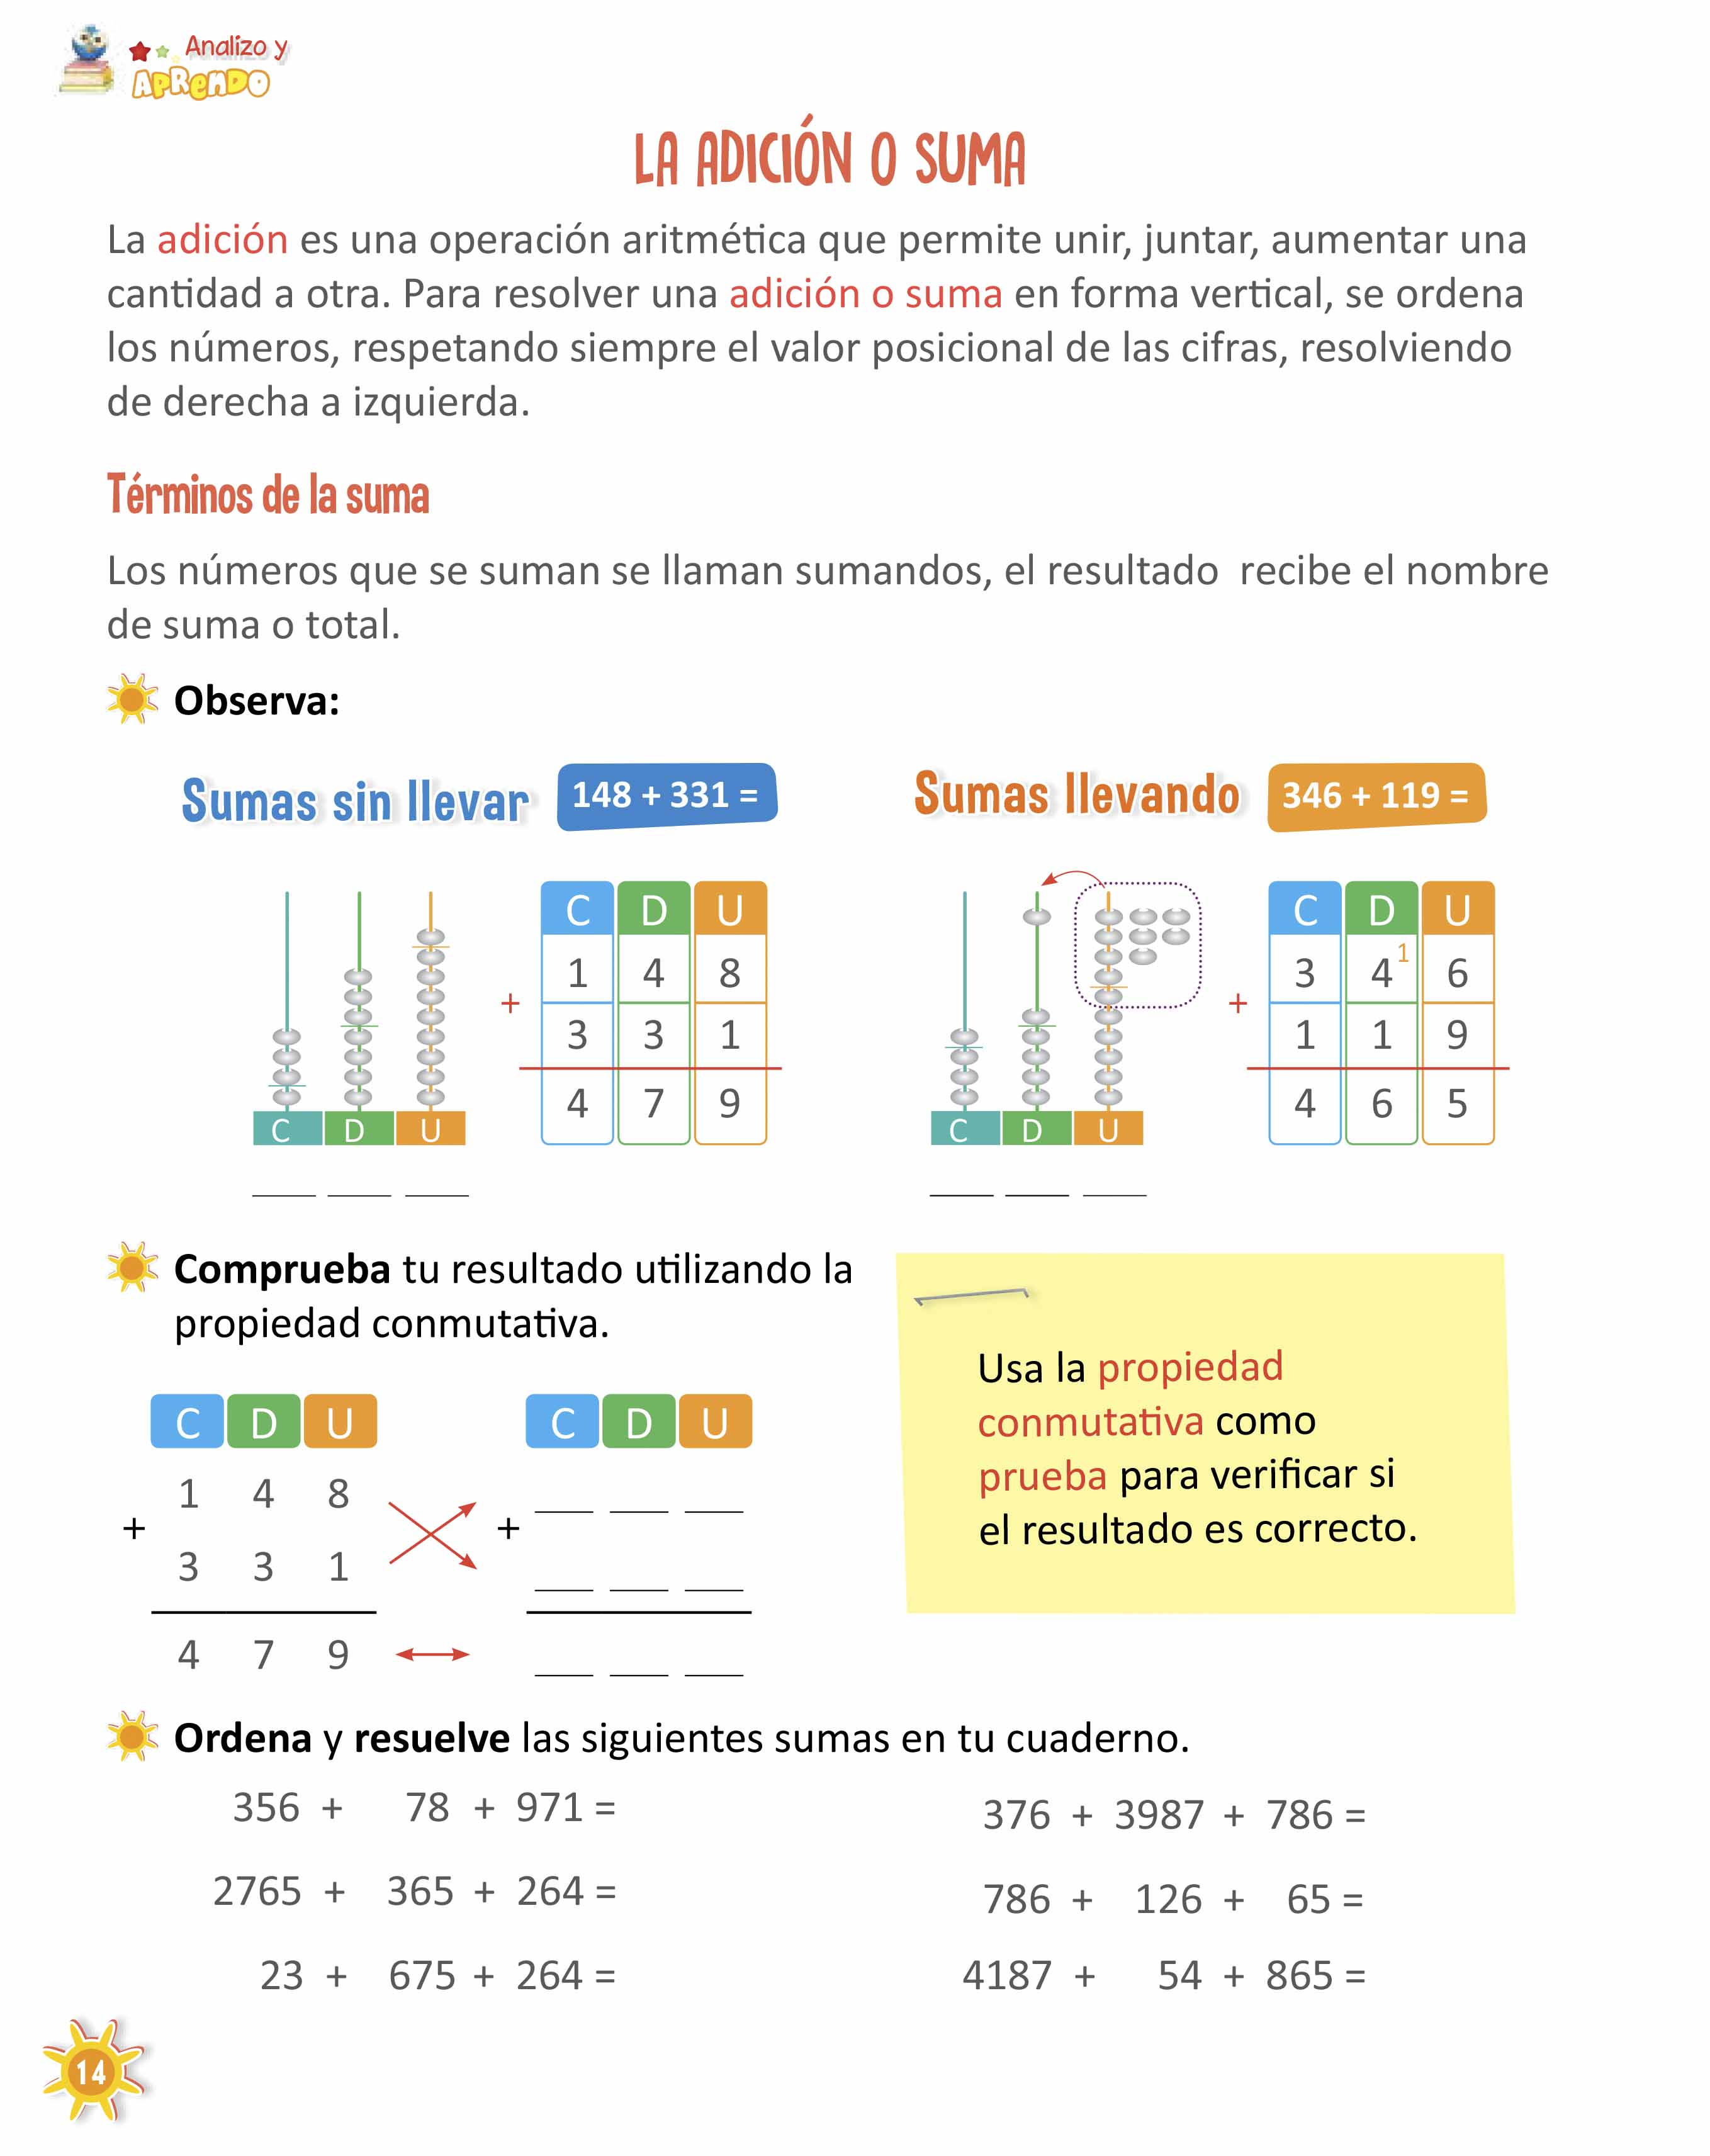 Analizo y
APRENDO
LA ADICIÓN O SUMA
La adición es una operación aritmética que permite unir, juntar, aumentar una
cantidad a otra. Para resolver una adición o suma en forma vertical, se ordena
los números, respetando siempre el valor posicional de las cifras, resolviendo
de derecha a izquierda.
Términos de la suma
Los números que se suman se llaman sumandos, el resultado recibe el nombre
de suma o total.
Observa:
Sumas sin llevar 148 + 331 =
C D U
1 4 8
+
3 3 1
4 7 9
C D U
Sumas llevando 346 + 119 =
C D U
3 4 1 6
+
1 1 9
4 6 5
C D U
Comprueba tu resultado utilizando la
propiedad conmutativa.
C D U
1 4 8
+
3 3 1
4 7 9
C D U
+
Usa la propiedad
conmutativa como
prueba para verificar si
el resultado es correcto.
Ordena y resuelve las siguientes sumas en tu cuaderno.
356 + 78 + 971 =
2765 + 365 + 264 =
23 + 675 + 264 =
376 + 3987 + 786 =
786 + 126 + 65 =
4187 + 54 + 865 =
14